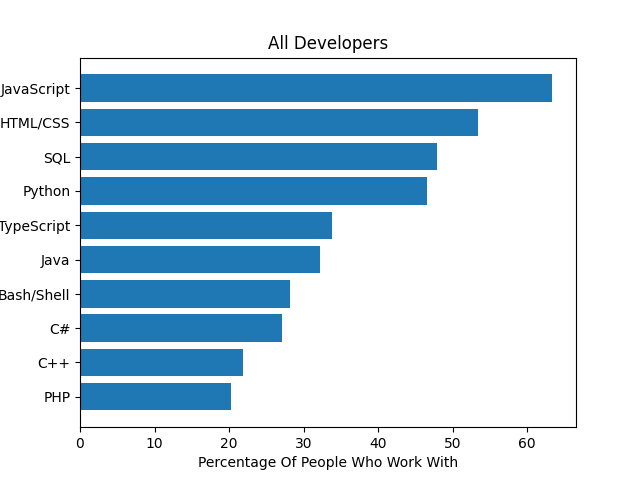 All Developers
JavaScript
HTML/CSS
SQL
Python
TypeScript
Java
Bash/Shell
C#
C++
PHP
0 10 20 30 40 50 60
Percentage Of People Who Work With